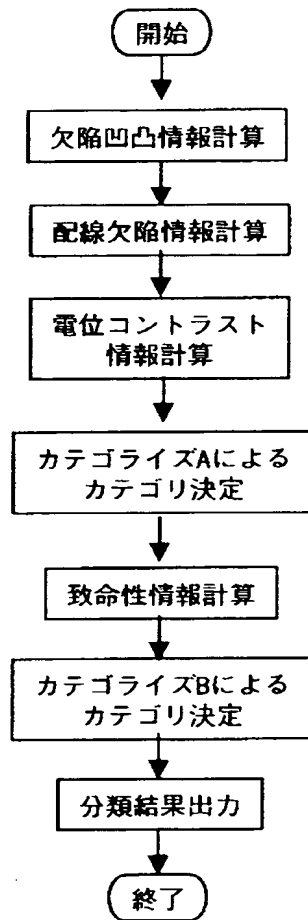 開始
欠陥凹凸情報計算
配線欠陥情報計算
電位コントラスト
情報計算
カテゴライズAによる
カテゴリ決定
致命性情報計算
カテゴライズBによる
カテゴリ決定
分類結果出力
終了